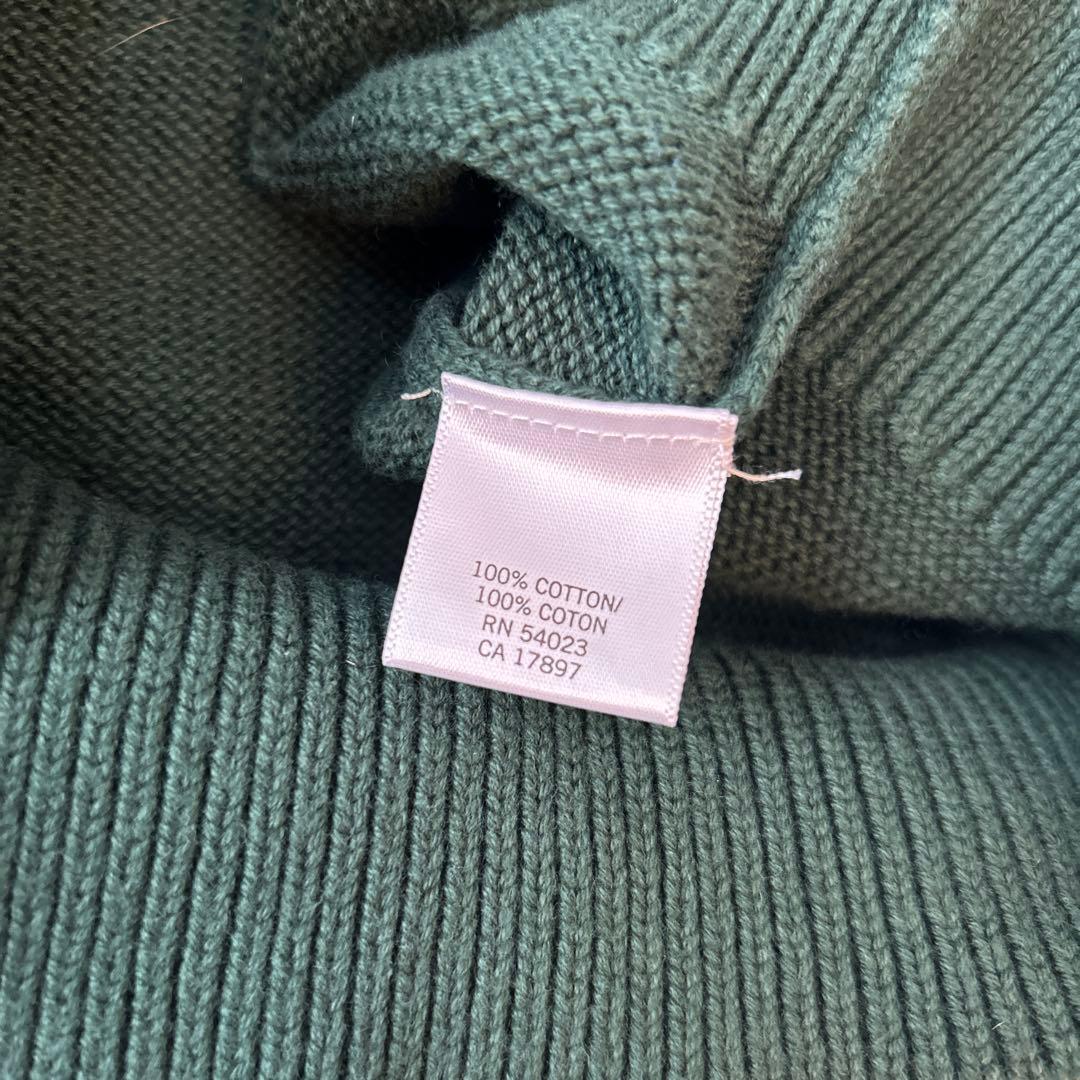 100% COTTON/
100% COTON
RN 54023
CA 17897